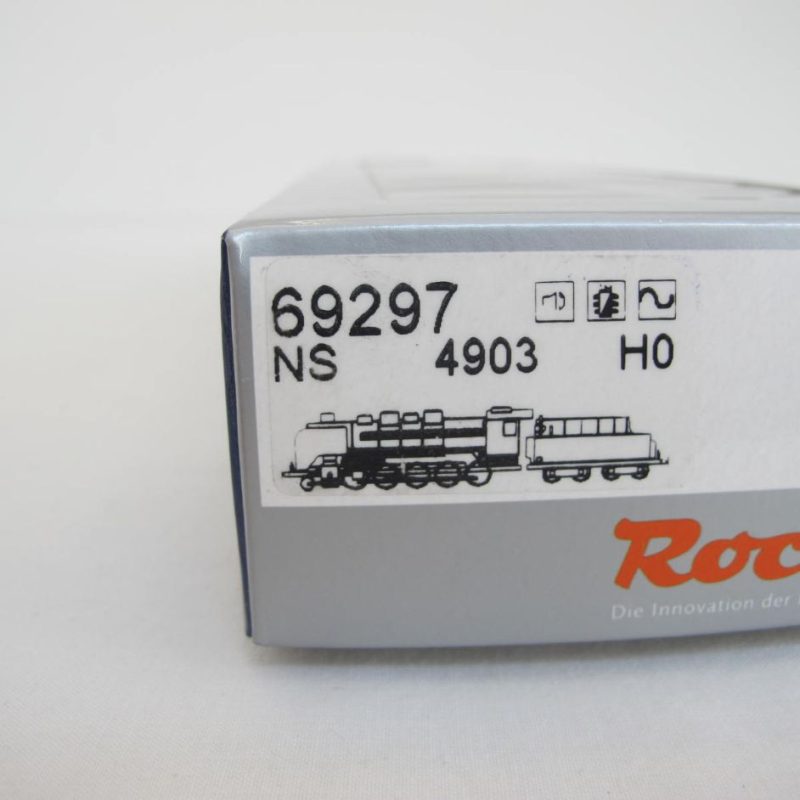 69297
NS 4903 H0
Roc
Die Innovation der